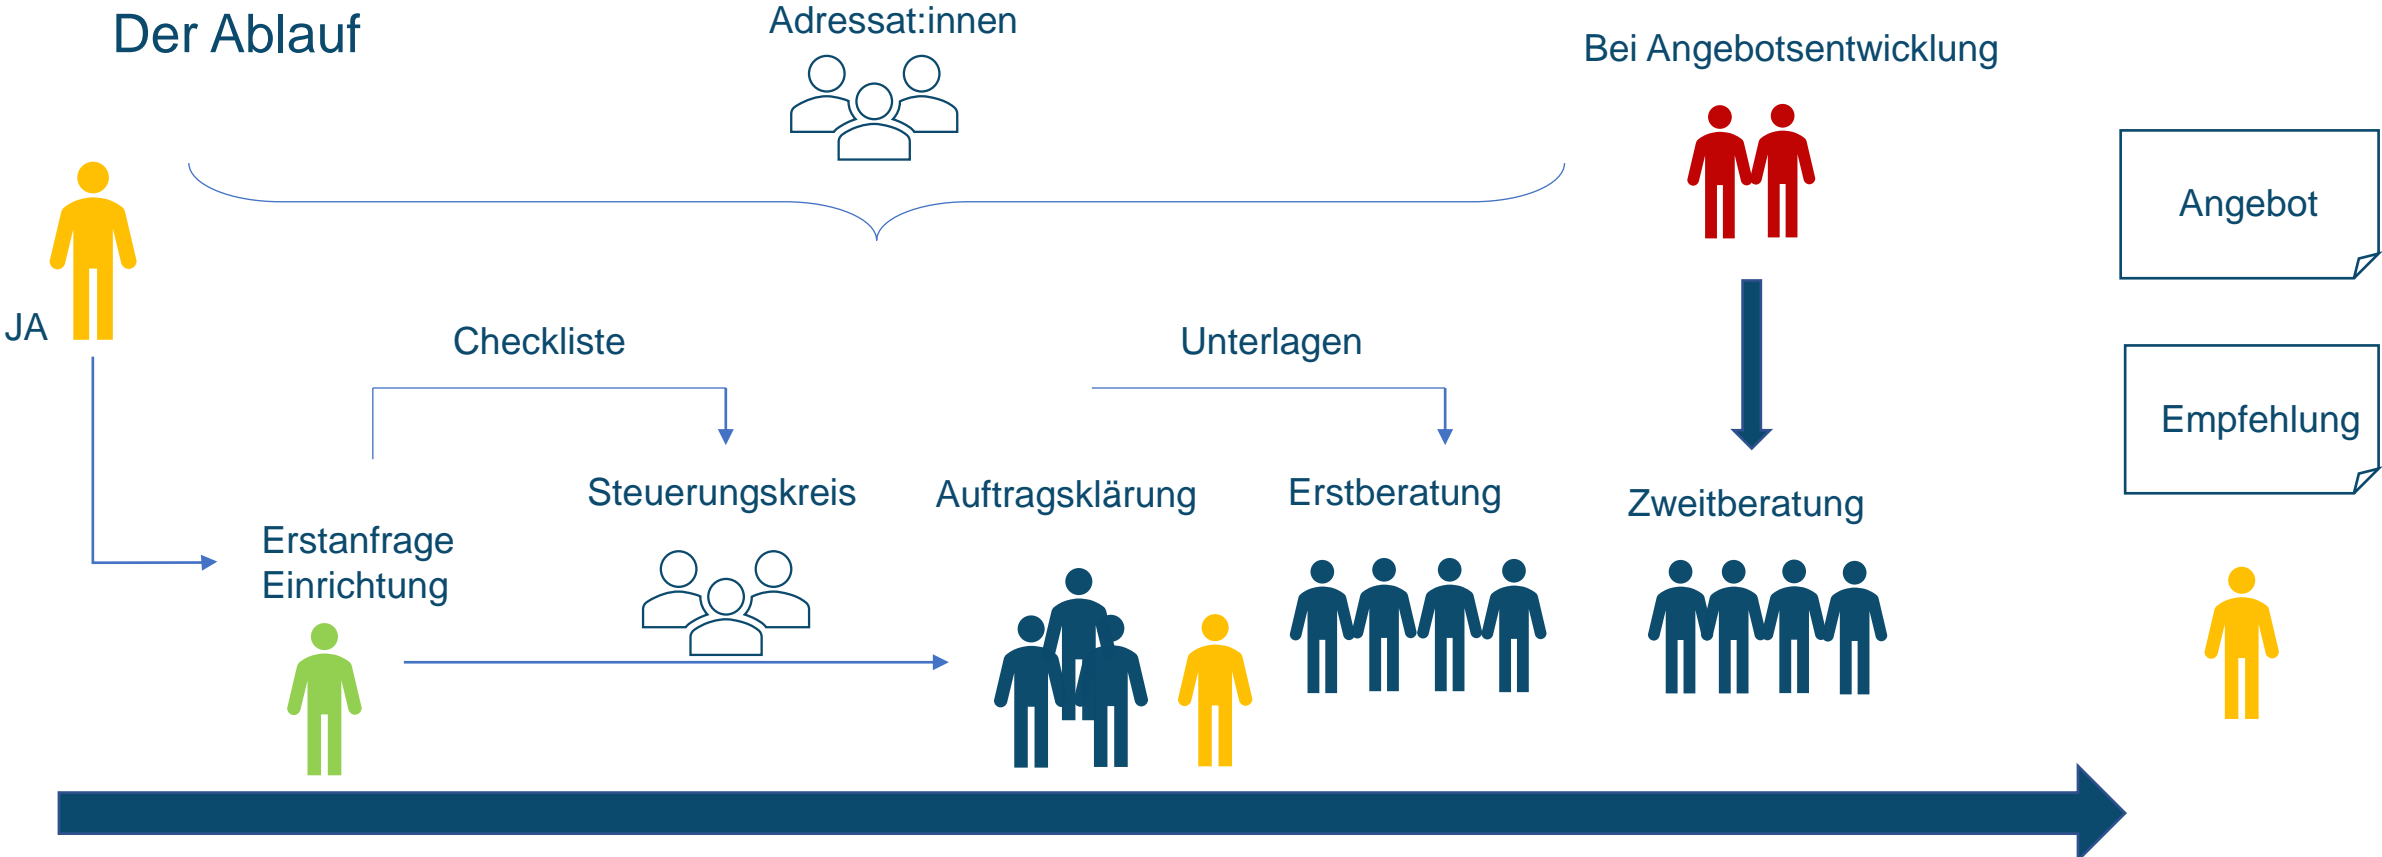 Der Ablauf
Adressat:innen
Bei Angebotsentwicklung
Angebot
JA
Checkliste
Unterlagen
Empfehlung
Steuerungskreis
Auftragsklärung
Erstberatung
Zweitberatung
Erstanfrage
Einrichtung